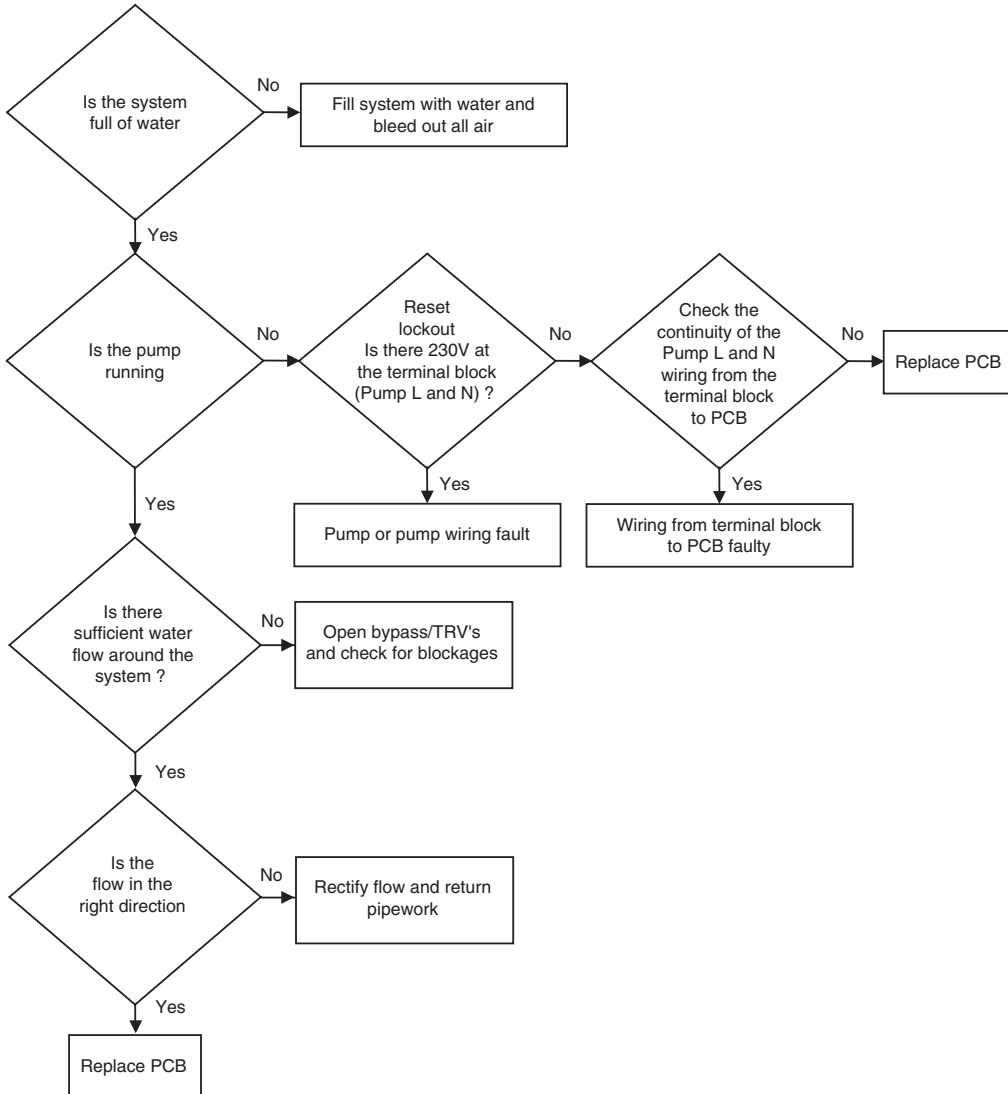 Is the system
full of water
No
Fill system with water and
bleed out all air
Yes
Is the pump
running
No
Reset
lockout
Is there 230V at
the terminal block
(Pump L and N) ?
No
Check the
continuity of the
Pump L and N
wiring from the
terminal block
to PCB
No
Replace PCB
Yes
Yes
Pump or pump wiring fault
Yes
Wiring from terminal block
to PCB faulty
Is there
sufficient water
flow around the
system ?
No
Open bypass/TRV's
and check for blockages
Yes
Is the
flow in the
right direction
No
Rectify flow and return
pipework
Yes
Replace PCB